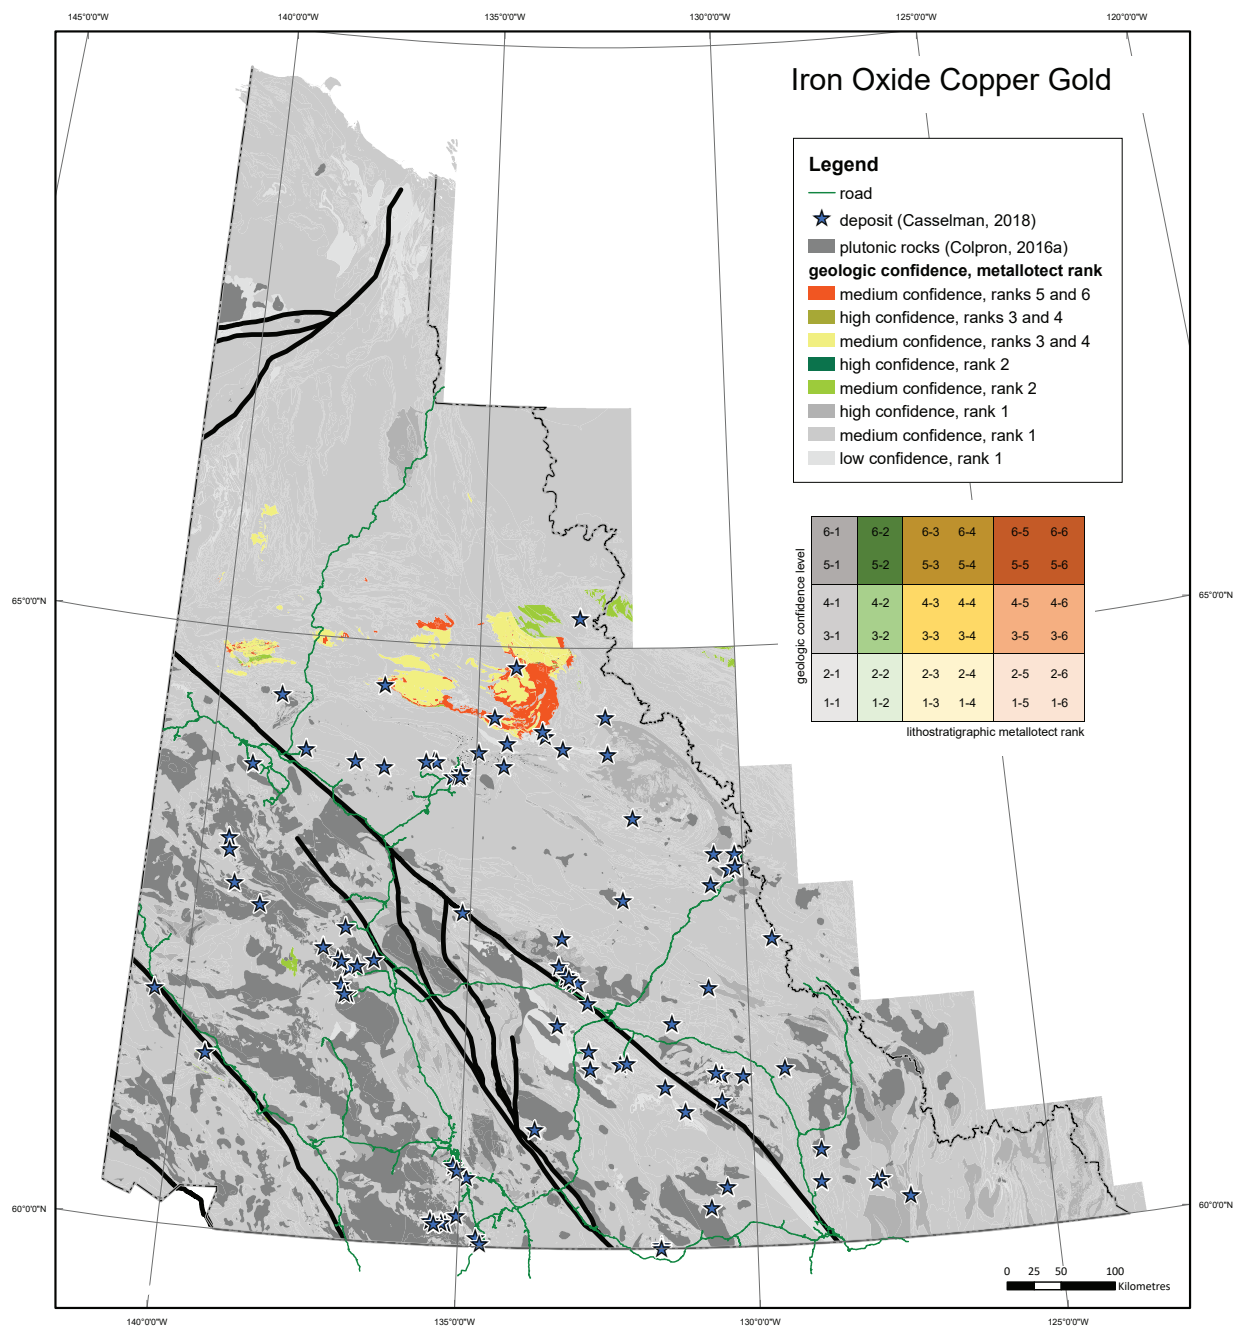 145°0'0"W 140°0'0"W 135°0'0"W 130°0'0"W 125°0'0"W 120°0'0"W
Iron Oxide Copper Gold
Legend
road
deposit (Casselman, 2018)
plutonic rocks (Colpron, 2016a)
geologic confidence, metallotect rank
medium confidence, ranks 5 and 6
high confidence, ranks 3 and 4
medium confidence, ranks 3 and 4
high confidence, rank 2
medium confidence, rank 2
high confidence, rank 1
medium confidence, rank 1
low confidence, rank 1
geologic confidence level
6-1 6-2 6-3 6-4 6-5 6-6
5-1 5-2 5-3 5-4 5-5 5-6
4-1 4-2 4-3 4-4 4-5 4-6
3-1 3-2 3-3 3-4 3-5 3-6
2-1 2-2 2-3 2-4 2-5 2-6
1-1 1-2 1-3 1-4 1-5 1-6
lithostratigraphic metallotect rank
65°0'0"N 65°0'0"N
60°0'0"N 60°0'0"N
0 25 50 100
Kilometres
140°0'0"W 135°0'0"W 130°0'0"W 125°0'0"W